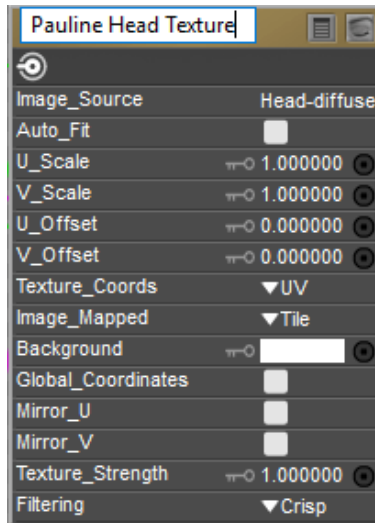 Pauline Head Texture
Image_Source Head-diffuse
Auto_Fit
U_Scale 1.000000
V_Scale 1.000000
U_Offset 0.000000
V_Offset 0.000000
Texture_Coords UV
Image_Mapped Tile
Background
Global_Coordinates
Mirror_U
Mirror_V
Texture_Strength 1.000000
Filtering Crisp